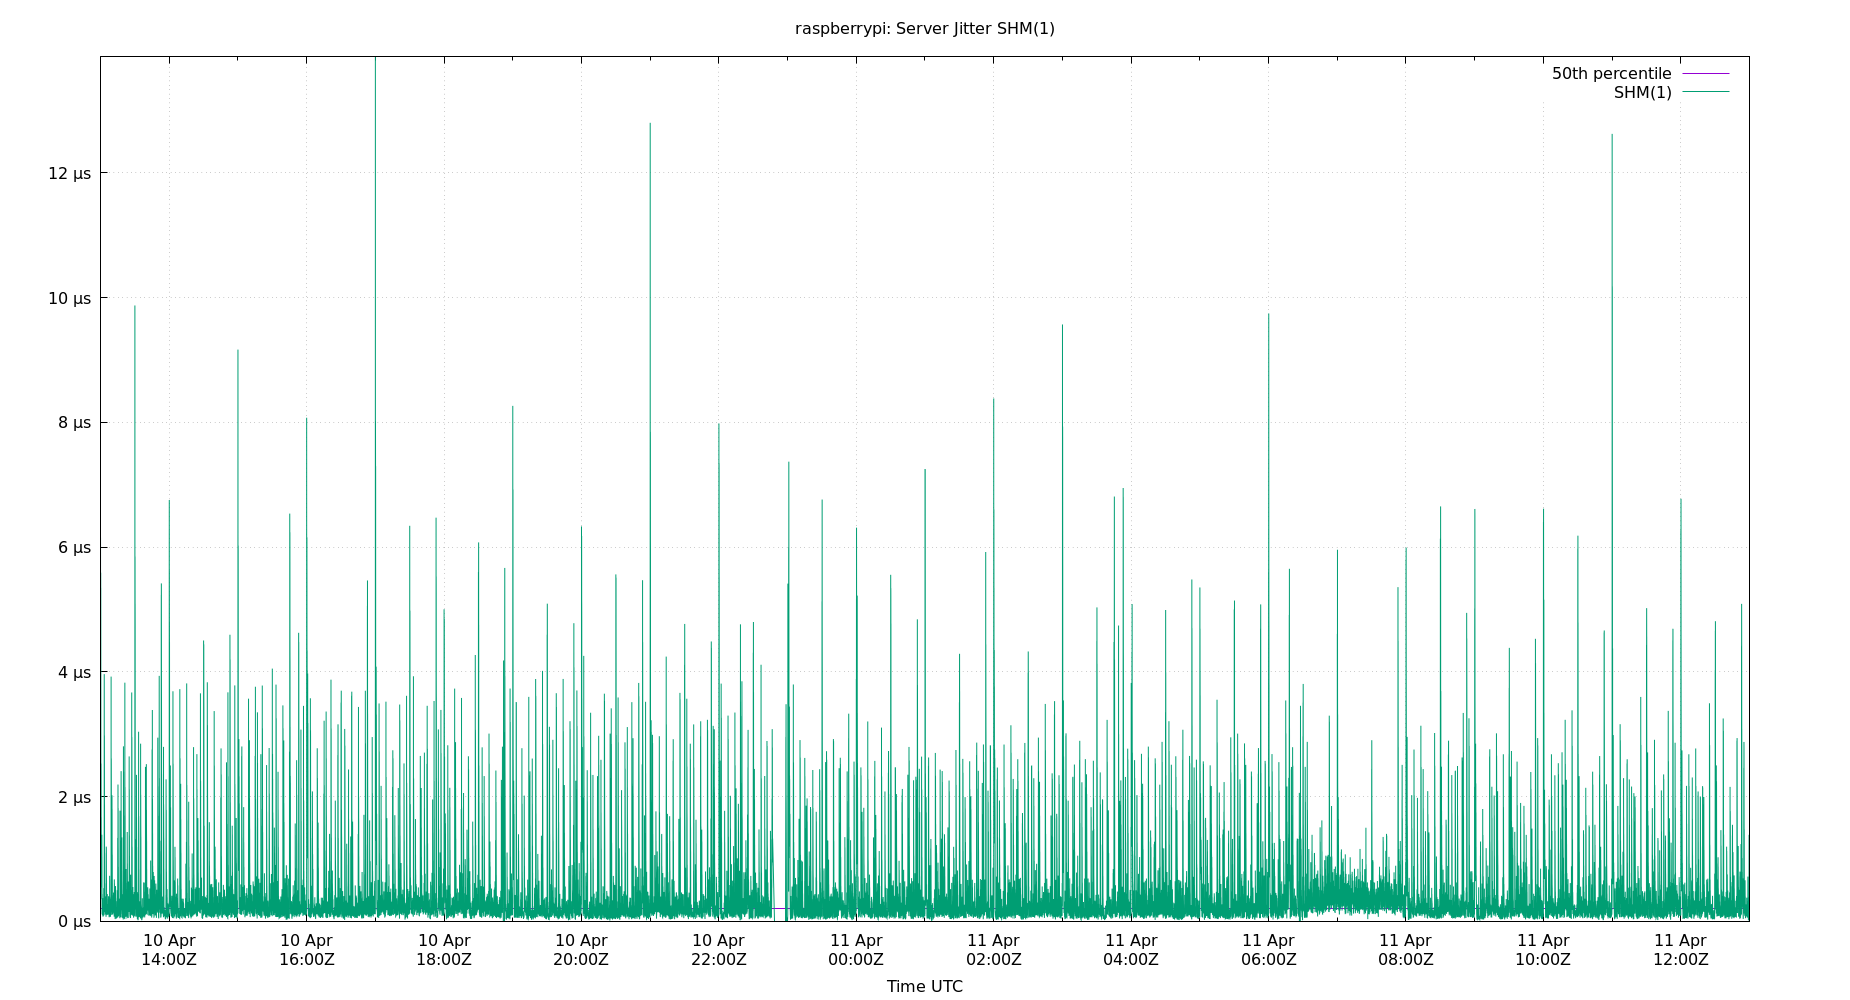 raspberrypi: Server Jitter SHM(1)
50th percentile
SHM(1)
12 µs
10 µs
8 µs
6 µs
4 µs
2 µs
0 µs
10 Apr 10 Apr 10 Apr 10 Apr 10 Apr 11 Apr 11 Apr 11 Apr 11 Apr 11 Apr 11 Apr 11 Apr
14:00Z 16:00Z 18:00Z 20:00Z 22:00Z 00:00Z 02:00Z 04:00Z 06:00Z 08:00Z 10:00Z 12:00Z
Time UTC